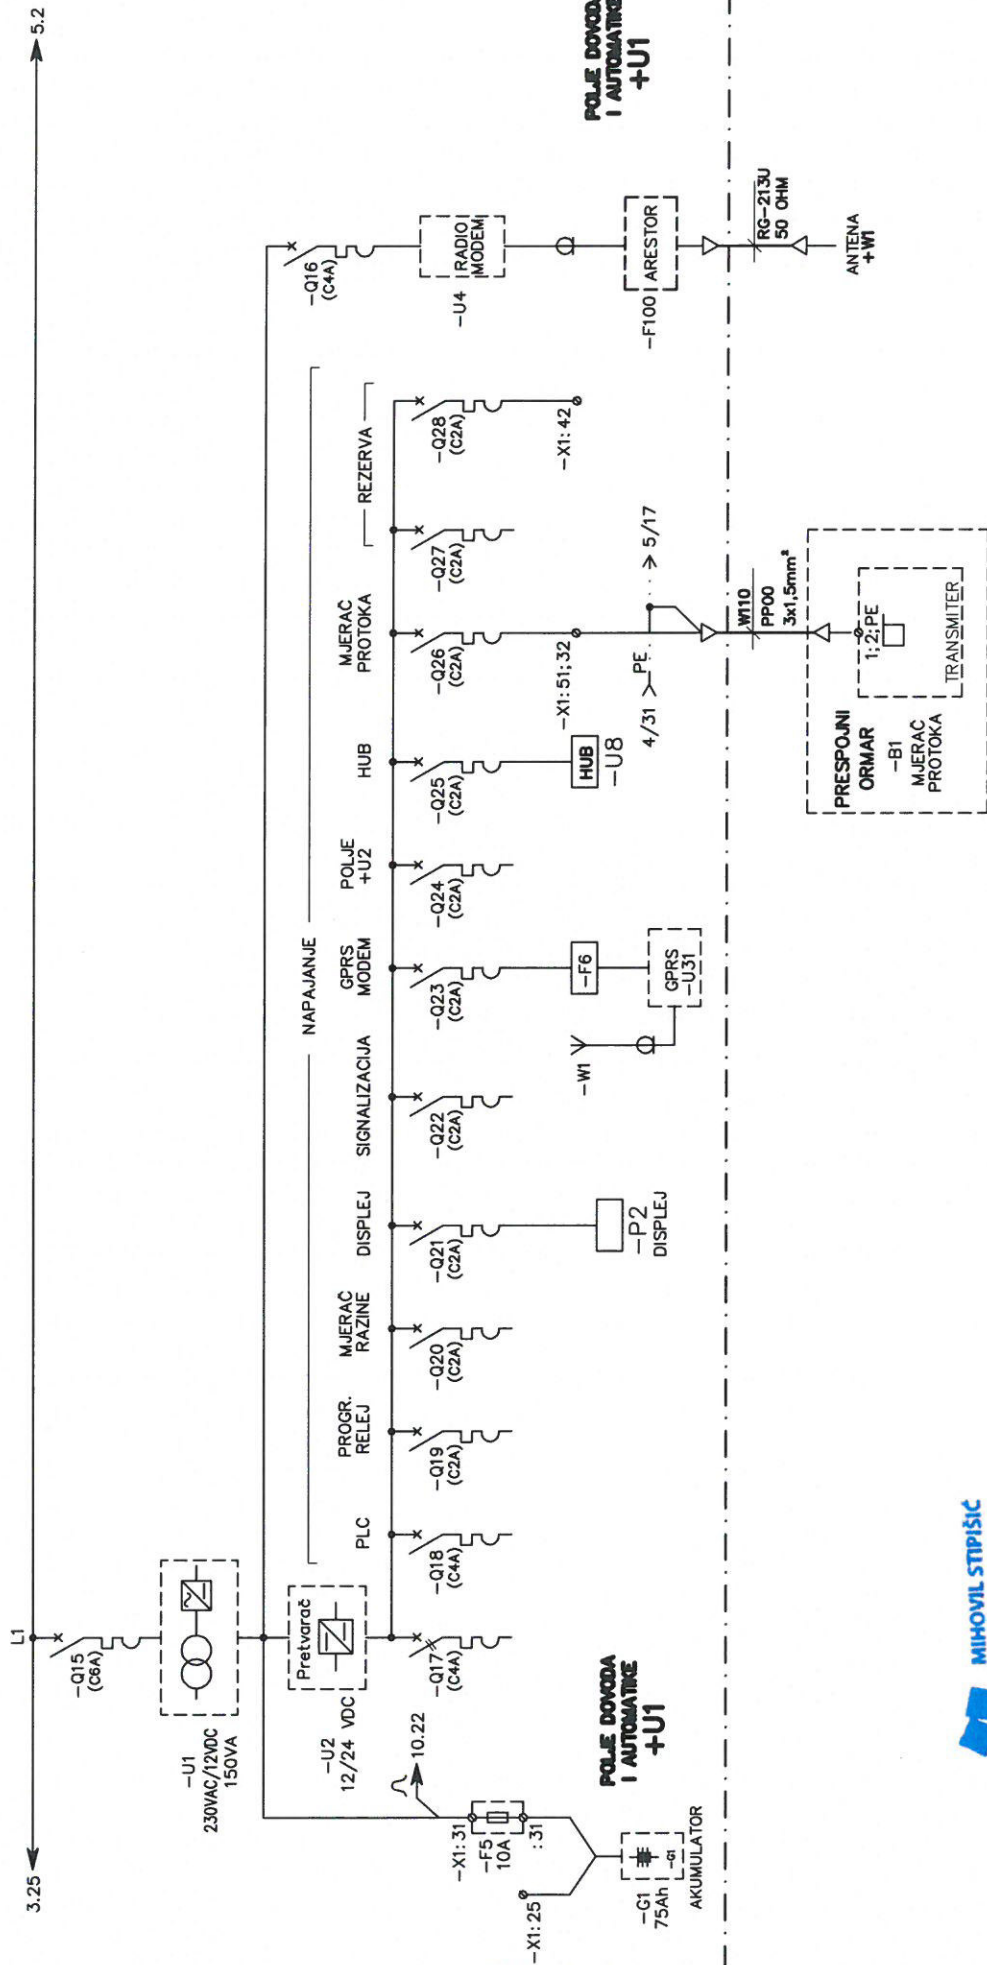 3.25
L1
5.2
-Q15
(C6A)
-U1
230VAC/12VDC
150VA
Pretvarač
-U2
12/24 VDC
10.22
-X1:31
-F5
10A
:31
-X1:25
-G1
75Ah
-G1
AKUMULATOR
POLJE DOVODA
I AUTOMATIKE
+U1
NAPAJANJE
-Q17
(C4A)
PLC
-Q18
(C4A)
PROGR.
RELEJ
-Q19
(C2A)
MJERAČ
RAZINE
-Q20
(C2A)
DISPLEJ
-Q21
(C2A)
-P2
DISPLEJ
SIGNALIZACIJA
-Q22
(C2A)
GPRS
MODEM
-Q23
(C2A)
-F6
GPRS
-U31
-W1
POLJE
+U2
-Q24
(C2A)
HUB
-Q25
(C2A)
HUB
-U8
MJERAČ
PROTOKA
-Q26
(C2A)
-X1:51;32
4/31
PE
5/17
W110
PP00
3x1,5mm²
PRESPOJNI
ORMAR
-B1
MJERAČ
PROTOKA
1;2;PE
TRANSMITER
REZERVA
-Q27
(C2A)
-Q28
(C2A)
-X1:42
-Q16
(C4A)
-U4
RADIO
MODEM
-F100
ARESTOR
RG-213U
50 OHM
ANTENA
+W1
POLJE DOVODA
I AUTOMATIKE
+U1
MIHOVIL STIPIŠIĆ